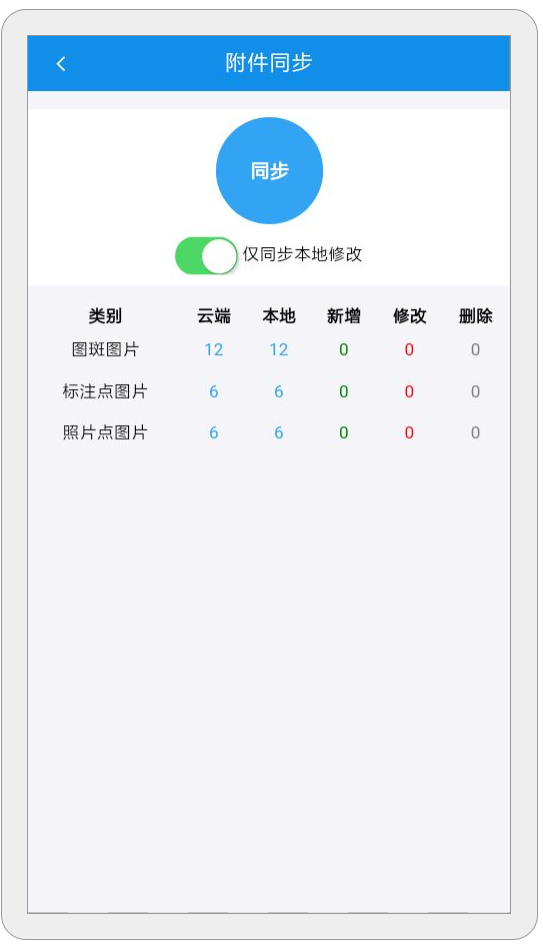 附件同步
同步
仅同步本地修改
类别 云端 本地 新增 修改 删除
图斑图片 12 12 0 0 0
标注点图片 6 6 0 0 0
照片点图片 6 6 0 0 0